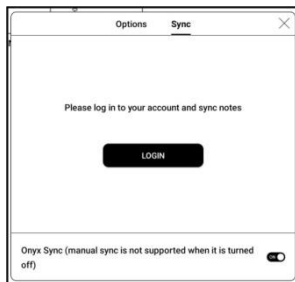 Options Sync
Please log in to your account and sync notes
LOGIN
Onyx Sync (manual sync is not supported when it is turned
off)
ON